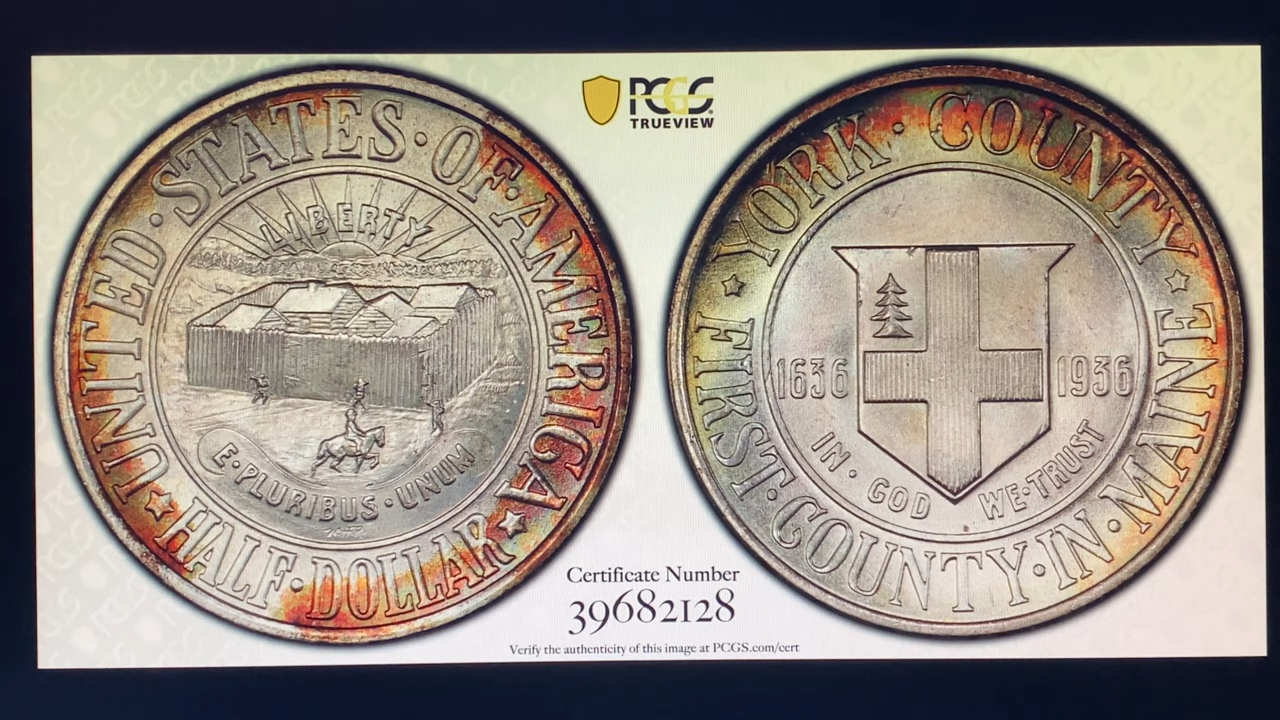 PCGS
TRUEVIEW
UNITED·STATES·OF·AMERICA
LIBERTY
E·PLURIBUS·UNUM
HALF·DOLLAR
YORK·COUNTY
1636 1936
IN·GOD WE·TRUST
FIRST·COUNTY·IN·MAINE
Certificate Number
39682128
Verify the authenticity of this image at PCGS.com/cert